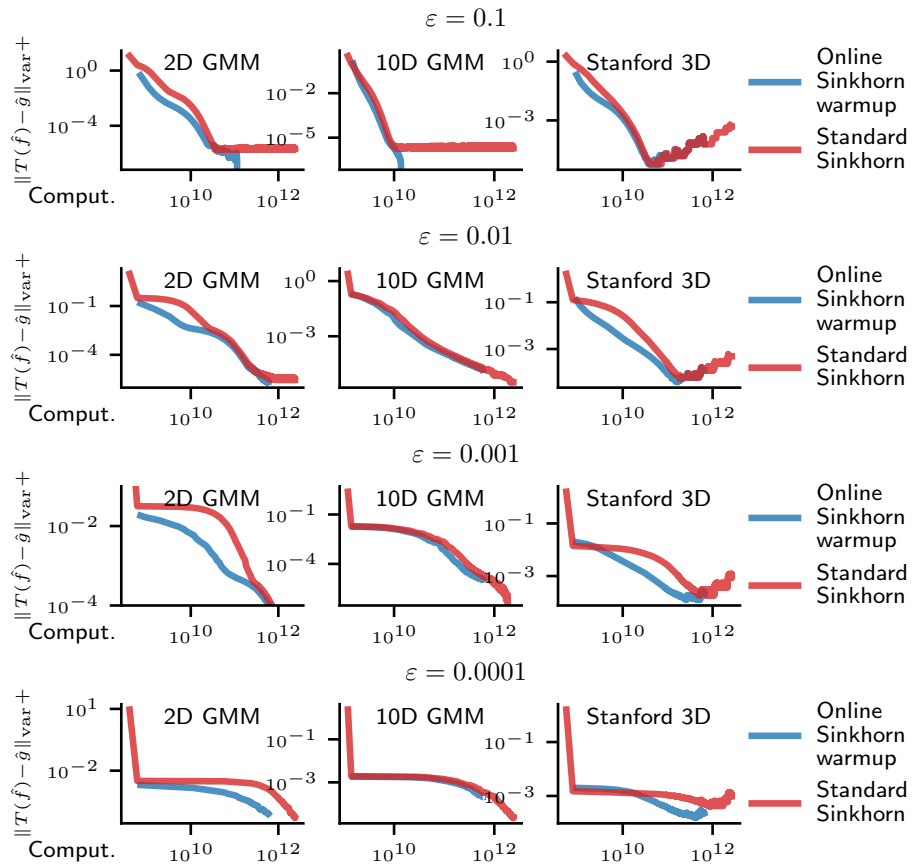 ε = 0.1
2D GMM 10D GMM Stanford 3D
‖T(f̂)−ĝ‖var+
10^0 10^−4
10^−2 10^−5
10^0 10^−3
Comput. 10^10 10^12 10^10 10^12 10^10 10^12
Online
Sinkhorn
warmup
Standard
Sinkhorn
ε = 0.01
2D GMM 10D GMM Stanford 3D
‖T(f̂)−ĝ‖var+
10^−1 10^−4
10^0 10^−3
10^−1 10^−4
Comput. 10^10 10^12 10^10 10^12 10^10 10^12
Online
Sinkhorn
warmup
Standard
Sinkhorn
ε = 0.001
2D GMM 10D GMM Stanford 3D
‖T(f̂)−ĝ‖var+
10^−2 10^−4
10^−1 10^−4
10^−1 10^−3
Comput. 10^10 10^12 10^10 10^12 10^10 10^12
Online
Sinkhorn
warmup
Standard
Sinkhorn
ε = 0.0001
2D GMM 10D GMM Stanford 3D
‖T(f̂)−ĝ‖var+
10^1 10^−2
10^−1 10^−3
10^−1 10^−3
Comput. 10^10 10^12 10^10 10^12 10^10 10^12
Online
Sinkhorn
warmup
Standard
Sinkhorn